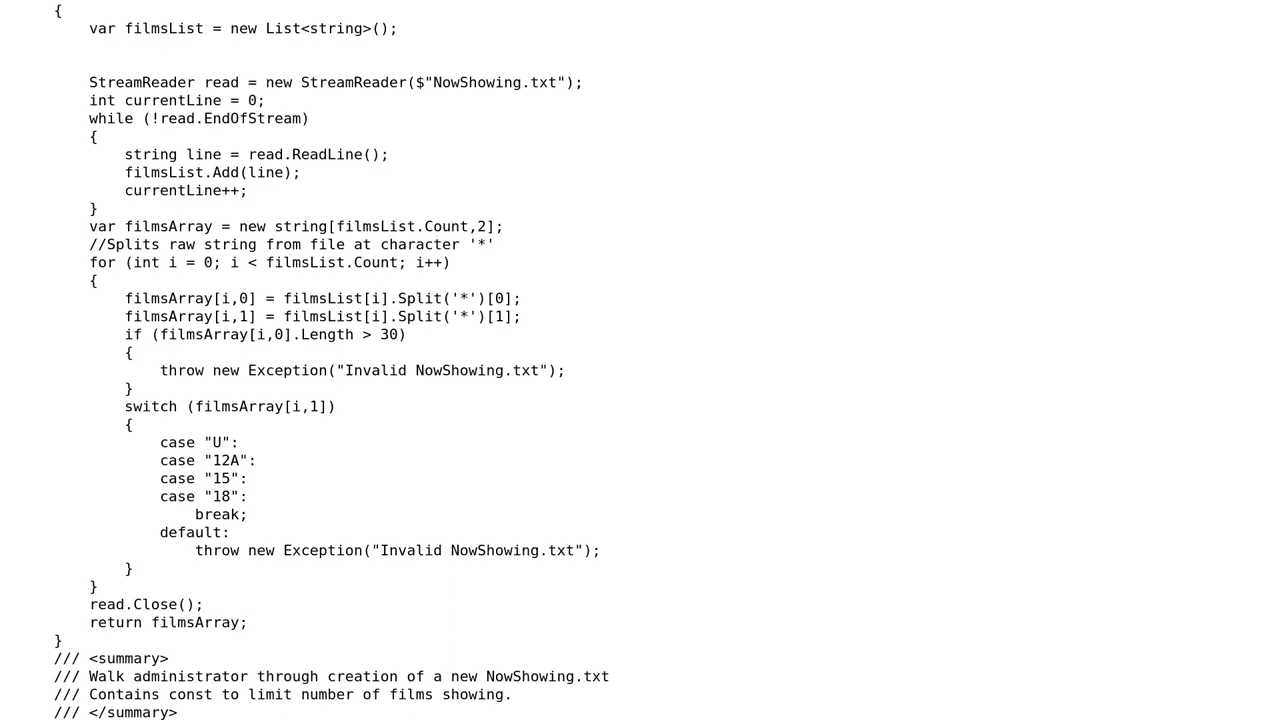 {
    var filmsList = new List<string>();
    StreamReader read = new StreamReader($"NowShowing.txt");
    int currentLine = 0;
    while (!read.EndOfStream)
    {
        string line = read.ReadLine();
        filmsList.Add(line);
        currentLine++;
    }
    var filmsArray = new string[filmsList.Count,2];
    //Splits raw string from file at character '*'
    for (int i = 0; i < filmsList.Count; i++)
    {
        filmsArray[i,0] = filmsList[i].Split('*')[0];
        filmsArray[i,1] = filmsList[i].Split('*')[1];
        if (filmsArray[i,0].Length > 30)
        {
            throw new Exception("Invalid NowShowing.txt");
        }
        switch (filmsArray[i,1])
        {
            case "U":
            case "12A":
            case "15":
            case "18":
                break;
            default:
                throw new Exception("Invalid NowShowing.txt");
        }
    }
    read.Close();
    return filmsArray;
}
/// <summary>
/// Walk administrator through creation of a new NowShowing.txt
/// Contains const to limit number of films showing.
/// </summary>